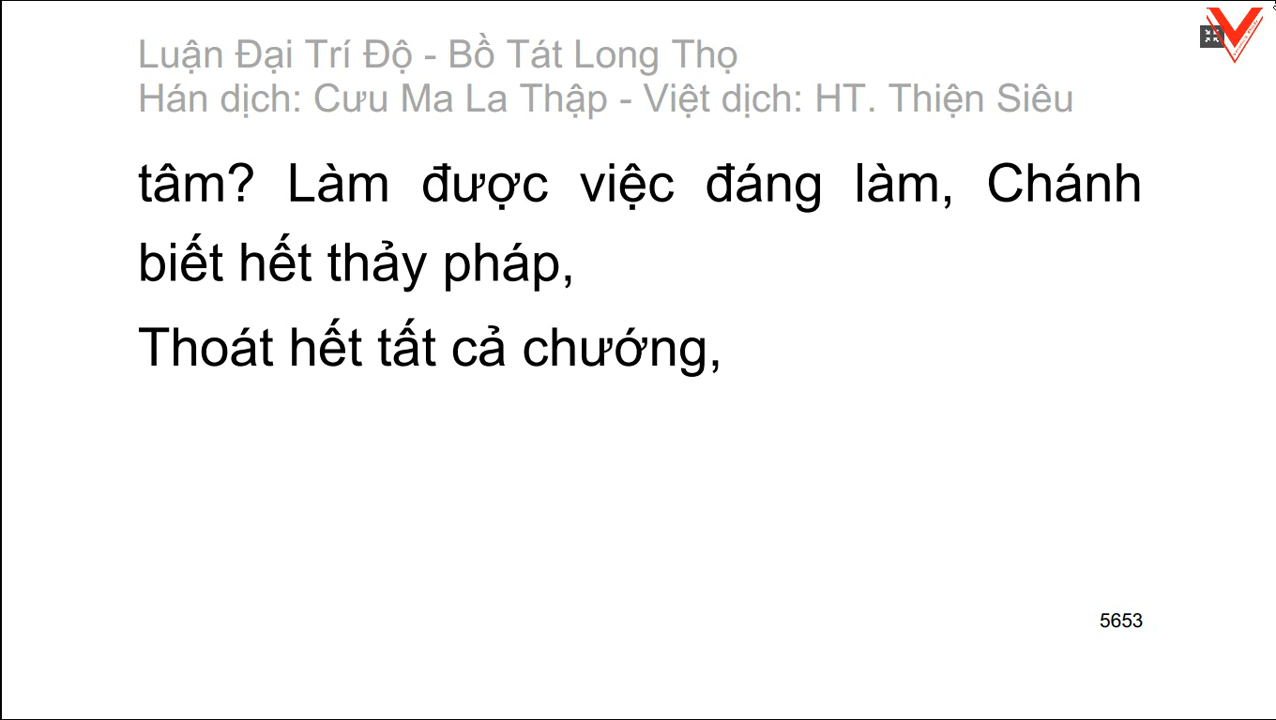 Luận Đại Trí Độ - Bồ Tát Long Thọ
Hán dịch: Cưu Ma La Thập - Việt dịch: HT. Thiện Siêu
tâm? Làm được việc đáng làm, Chánh
biết hết thảy pháp,
Thoát hết tất cả chướng,
5653